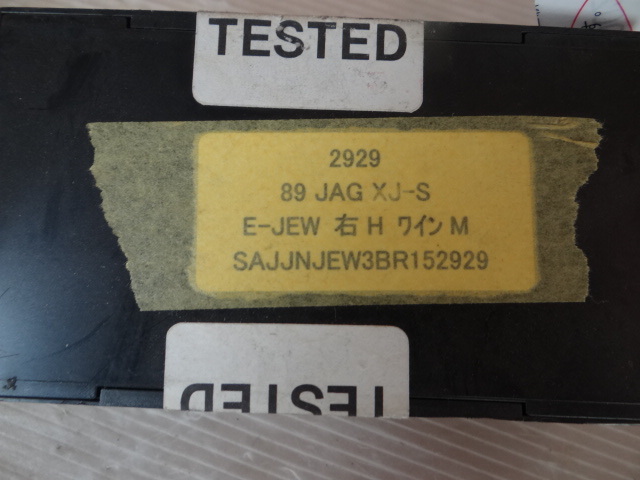 TESTED
2929
89 JAG XJ-S
E-JEW 右 H ワイン M
SAJJNJEW3BR152929
TESTED